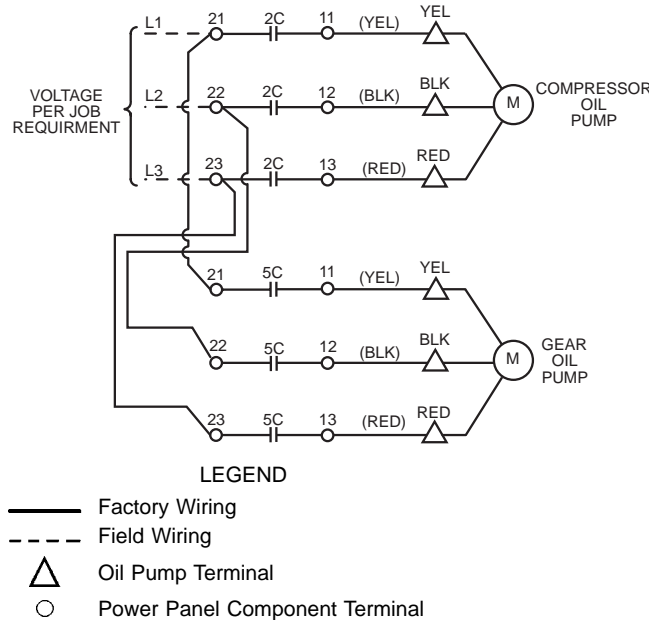 L1 21 2C 11 (YEL) YEL
VOLTAGE
PER JOB
REQUIRMENT
L2 22 2C 12 (BLK) BLK
M
COMPRESSOR
OIL
PUMP
L3 23 2C 13 (RED) RED
21 5C 11 (YEL) YEL
22 5C 12 (BLK) BLK
M
GEAR
OIL
PUMP
23 5C 13 (RED) RED
LEGEND
Factory Wiring
Field Wiring
Oil Pump Terminal
Power Panel Component Terminal